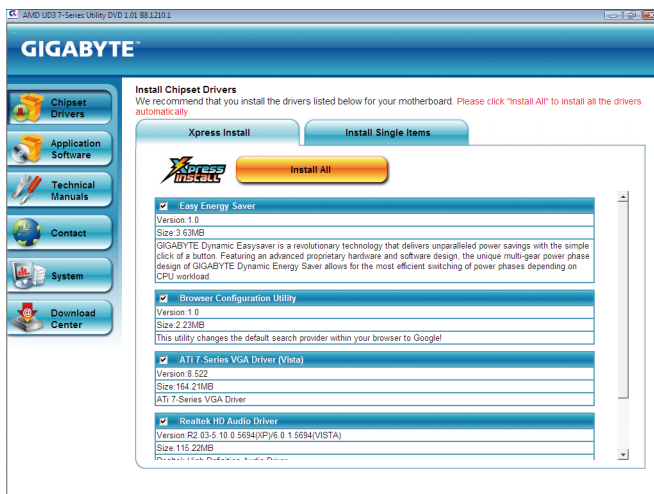 AMD UD3 7-Series Utility DVD 1.01 B8.1210.1
GIGABYTE™
Chipset
Drivers
Application
Software
Technical
Manuals
Contact
System
Download
Center
Install Chipset Drivers
We recommend that you install the drivers listed below for your motherboard. Please click "Install All" to install all the drivers
automatically.
Xpress Install
Install Single Items
Xpress
INSTALL
Install All
Easy Energy Saver
Version:1.0
Size:3.63MB
GIGABYTE Dynamic Easysaver is a revolutionary technology that delivers unparalleled power savings with the simple
click of a button. Featuring an advanced proprietary hardware and software design, the unique multi-gear power phase
design of GIGABYTE Dynamic Energy Saver allows for the most efficient switching of power phases depending on
CPU workload.
Browser Configuration Utility
Version:1.0
Size:2.23MB
This utility changes the default search provider within your browser to Google!
ATi 7-Series VGA Driver (Vista)
Version:8.522
Size:164.21MB
ATi 7-Series VGA Driver
Realtek HD Audio Driver
Version:R2.03-5.10.0.5694(XP)/6.0.1.5694(VISTA)
Size:115.22MB
Realtek High Definition Audio Driver